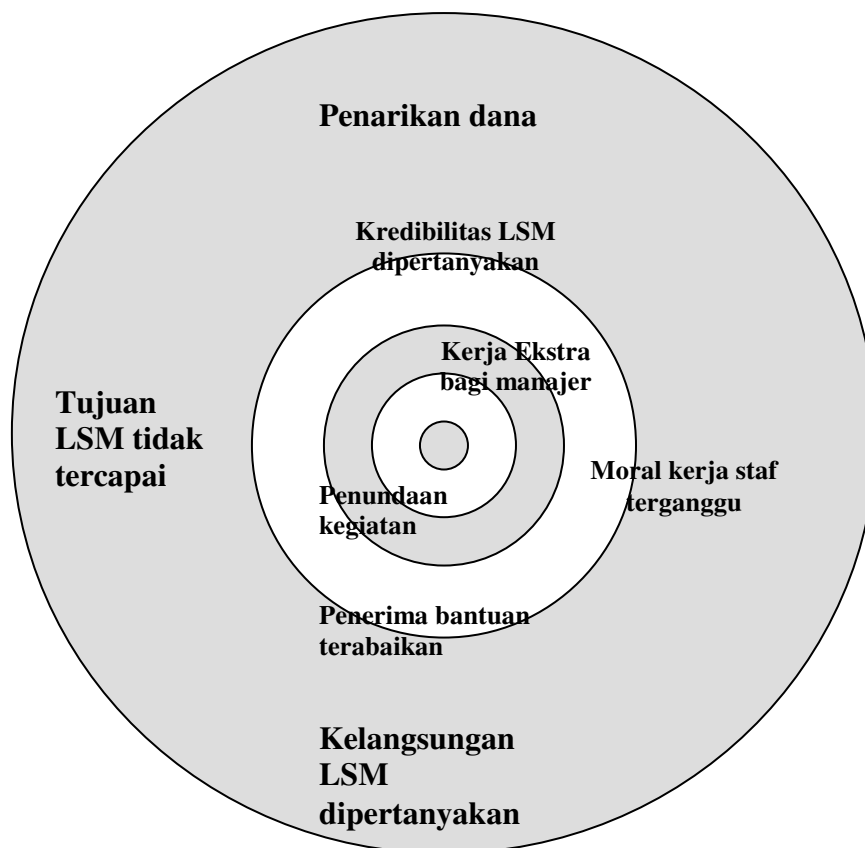 Penarikan dana
Kredibilitas LSM
dipertanyakan
Kerja Ekstra
bagi manajer
Tujuan
LSM tidak
tercapai
Moral kerja staf
terganggu
Penundaan
kegiatan
Penerima bantuan
terabaikan
Kelangsungan
LSM
dipertanyakan